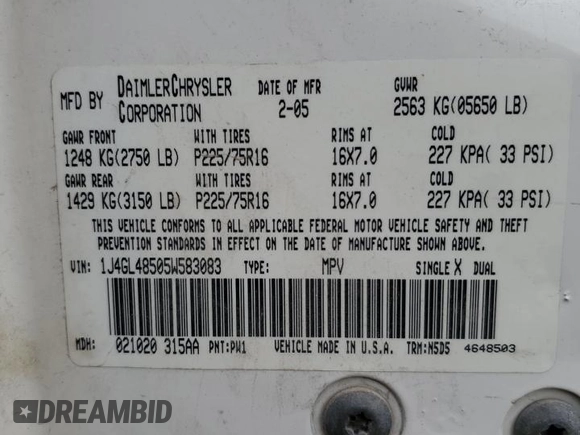 MFD BY DAIMLERCHRYSLER CORPORATION DATE OF MFR 2-05 GVWR 2563 KG(05650 LB)
GAWR FRONT WITH TIRES RIMS AT COLD
1248 KG(2750 LB) P225/75R16 16X7.0 227 KPA( 33 PSI)
GAWR REAR WITH TIRES RIMS AT COLD
1429 KG(3150 LB) P225/75R16 16X7.0 227 KPA( 33 PSI)
THIS VEHICLE CONFORMS TO ALL APPLICABLE FEDERAL MOTOR VEHICLE SAFETY AND THEFT
PREVENTION STANDARDS IN EFFECT ON THE DATE OF MANUFACTURE SHOWN ABOVE.
VIN: 1J4GL48505W583083 TYPE: MPV SINGLE X DUAL
MDH: 021020 315AA PNT:PW1 VEHICLE MADE IN U.S.A. TRM:N5D5 4648503
DREAMBID